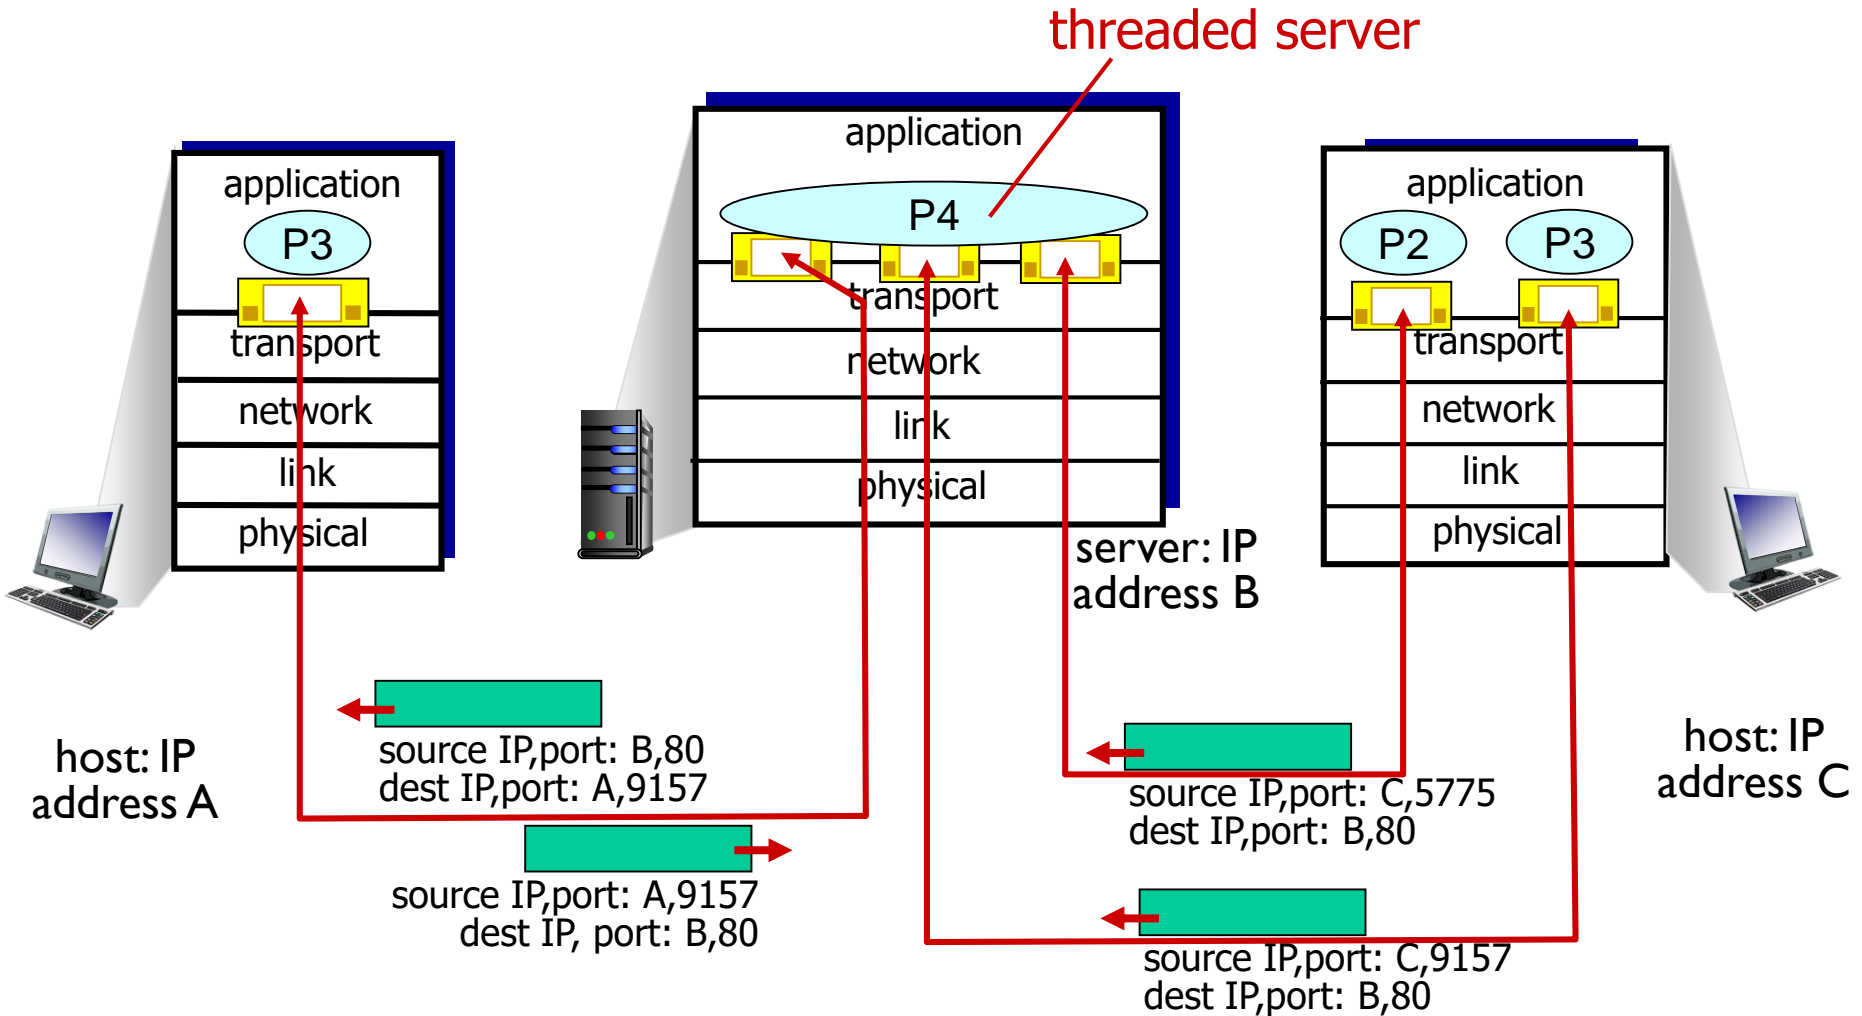 threaded server
application
P3
transport
network
link
physical
application
P4
transport
network
link
physical
application
P2
P3
transport
network
link
physical
server: IP
address B
host: IP
address A
source IP,port: B,80
dest IP,port: A,9157
source IP,port: A,9157
dest IP, port: B,80
source IP,port: C,5775
dest IP,port: B,80
source IP,port: C,9157
dest IP,port: B,80
host: IP
address C